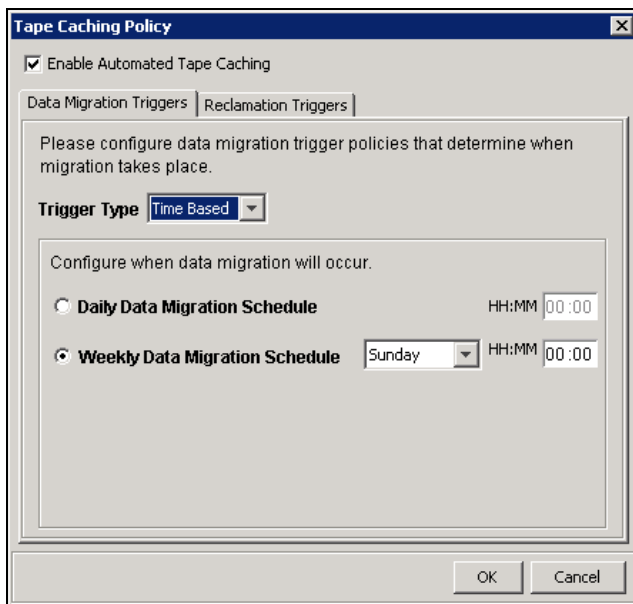 Tape Caching Policy
Enable Automated Tape Caching
Data Migration Triggers Reclamation Triggers
Please configure data migration trigger policies that determine when
migration takes place.
Trigger Type Time Based
Configure when data migration will occur.
Daily Data Migration Schedule HH:MM 00:00
Weekly Data Migration Schedule Sunday HH:MM 00:00
OK Cancel